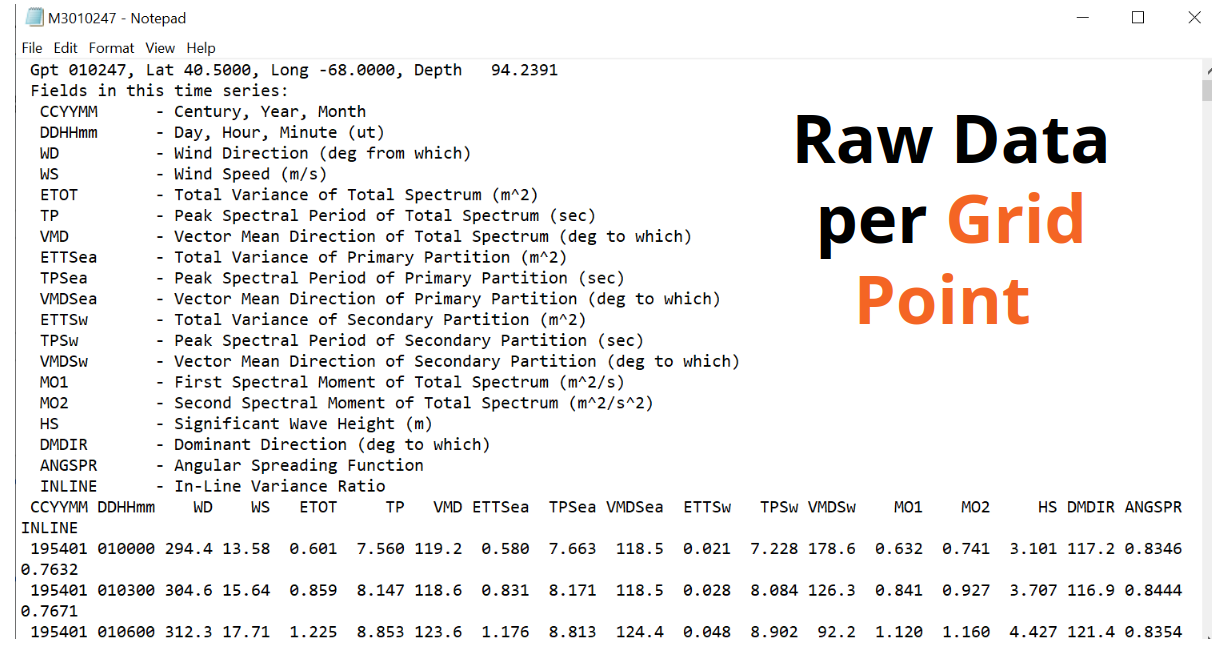 M3010247 - Notepad
File Edit Format View Help
Gpt 010247, Lat 40.5000, Long -68.0000, Depth 94.2391
Fields in this time series:
CCYYMM - Century, Year, Month
DDHHmm - Day, Hour, Minute (ut)
WD - Wind Direction (deg from which)
WS - Wind Speed (m/s)
ETOT - Total Variance of Total Spectrum (m^2)
TP - Peak Spectral Period of Total Spectrum (sec)
VMD - Vector Mean Direction of Total Spectrum (deg to which)
ETTSea - Total Variance of Primary Partition (m^2)
TPSea - Peak Spectral Period of Primary Partition (sec)
VMDSea - Vector Mean Direction of Primary Partition (deg to which)
ETTSw - Total Variance of Secondary Partition (m^2)
TPSw - Peak Spectral Period of Secondary Partition (sec)
VMDSw - Vector Mean Direction of Secondary Partition (deg to which)
MO1 - First Spectral Moment of Total Spectrum (m^2/s)
MO2 - Second Spectral Moment of Total Spectrum (m^2/s^2)
HS - Significant Wave Height (m)
DMDIR - Dominant Direction (deg to which)
ANGSPR - Angular Spreading Function
INLINE - In-Line Variance Ratio
CCYYMM DDHHmm WD WS ETOT TP VMD ETTSea TPSea VMDSea ETTSw TPSw VMDSw MO1 MO2 HS DMDIR ANGSPR
INLINE
195401 010000 294.4 13.58 0.601 7.560 119.2 0.580 7.663 118.5 0.021 7.228 178.6 0.632 0.741 3.101 117.2 0.8346
0.7632
195401 010300 304.6 15.64 0.859 8.147 118.6 0.831 8.171 118.5 0.028 8.084 126.3 0.841 0.927 3.707 116.9 0.8444
0.7671
195401 010600 312.3 17.71 1.225 8.853 123.6 1.176 8.813 124.4 0.048 8.902 92.2 1.120 1.160 4.427 121.4 0.8354
Raw Data
per Grid
Point